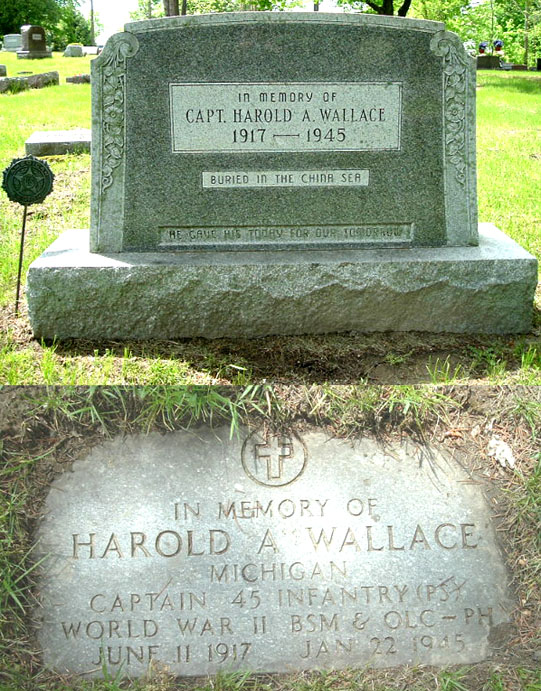 IN MEMORY OF
CAPT. HAROLD A. WALLACE
1917 — 1945
BURIED IN THE CHINA SEA
HE GAVE HIS TODAY FOR OUR TOMORROW
IN MEMORY OF
HAROLD A WALLACE
MICHIGAN
CAPTAIN 45 INFANTRY (PS)
WORLD WAR II BSM & OLC - PH
JUNE 11 1917 JAN 22 1945